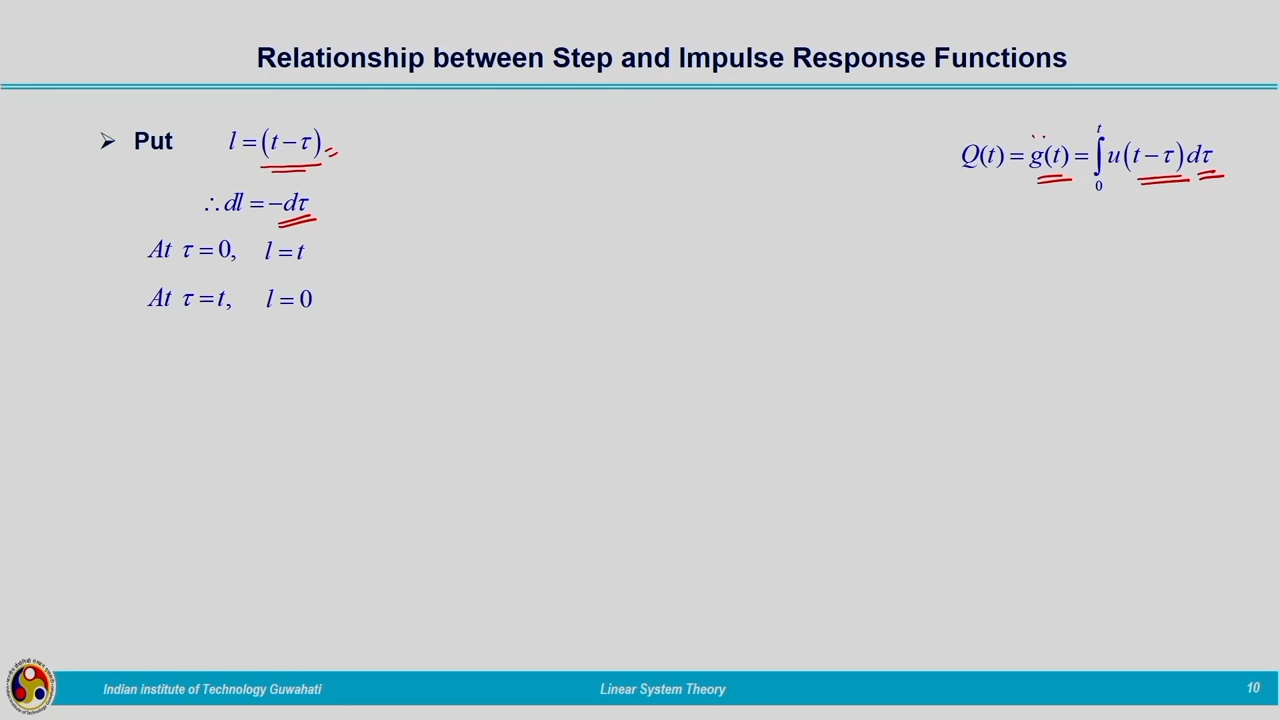 Relationship between Step and Impulse Response Functions
➢ Put l = (t − τ)
Q(t) = g(t) = ∫₀ᵗ u(t − τ)dτ
∴ dl = −dτ
At τ = 0, l = t
At τ = t, l = 0
Indian institute of Technology Guwahati
Linear System Theory
10